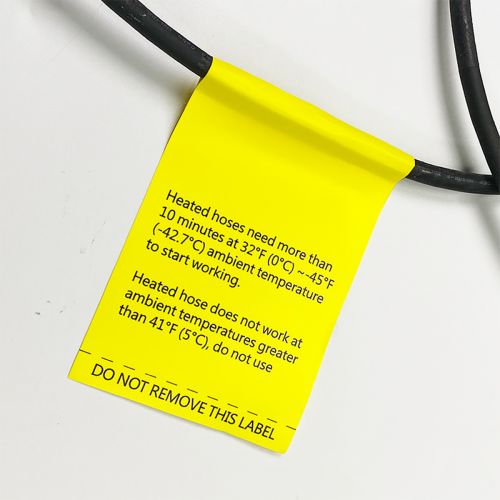 Heated hoses need more than
10 minutes at 32°F (0°C) ~-45°F
(-42.7°C) ambient temperature
to start working.
Heated hose does not work at
ambient temperatures greater
than 41°F (5°C), do not use
DO NOT REMOVE THIS LABEL